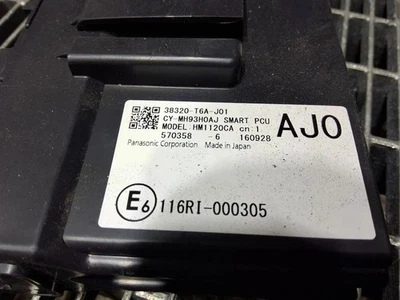 38320-T6A-J01
CY-MH93H0AJ SMART PCU
MODEL:HM1120CA cn:1
570358 -6 160928
Panasonic Corporation Made in Japan
AJ0
E6 116RI-000305